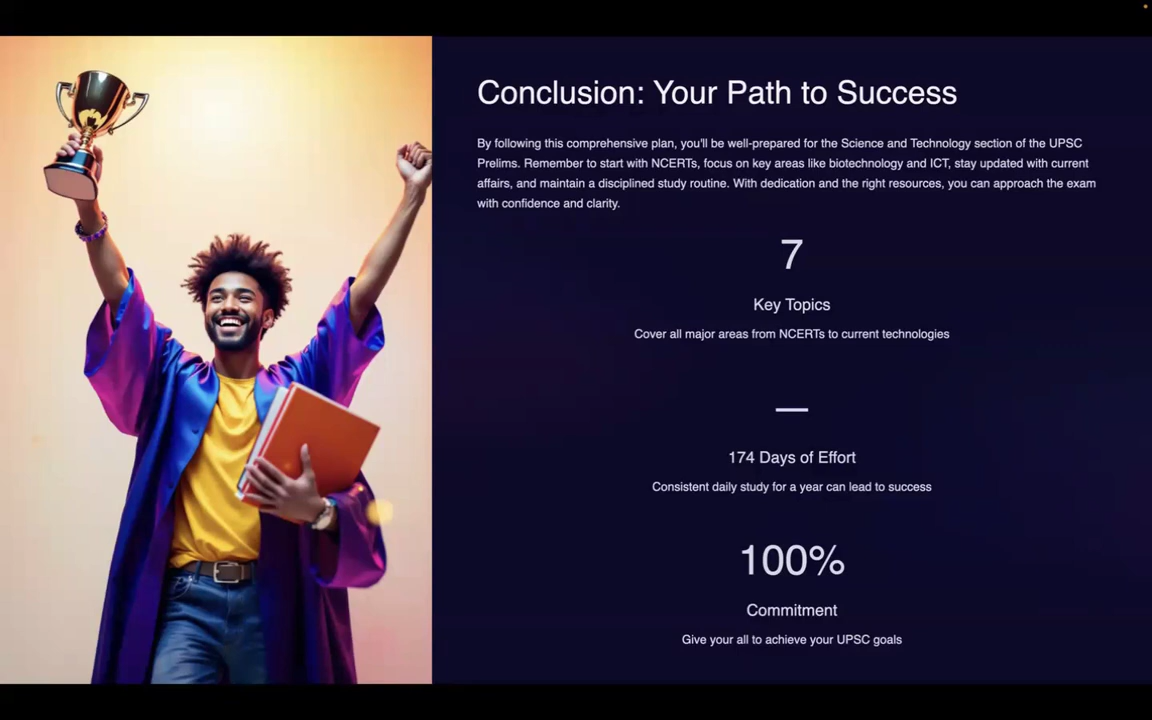 Conclusion: Your Path to Success
By following this comprehensive plan, you'll be well-prepared for the Science and Technology section of the UPSC
Prelims. Remember to start with NCERTs, focus on key areas like biotechnology and ICT, stay updated with current
affairs, and maintain a disciplined study routine. With dedication and the right resources, you can approach the exam
with confidence and clarity.
7
Key Topics
Cover all major areas from NCERTs to current technologies
—
174 Days of Effort
Consistent daily study for a year can lead to success
100%
Commitment
Give your all to achieve your UPSC goals